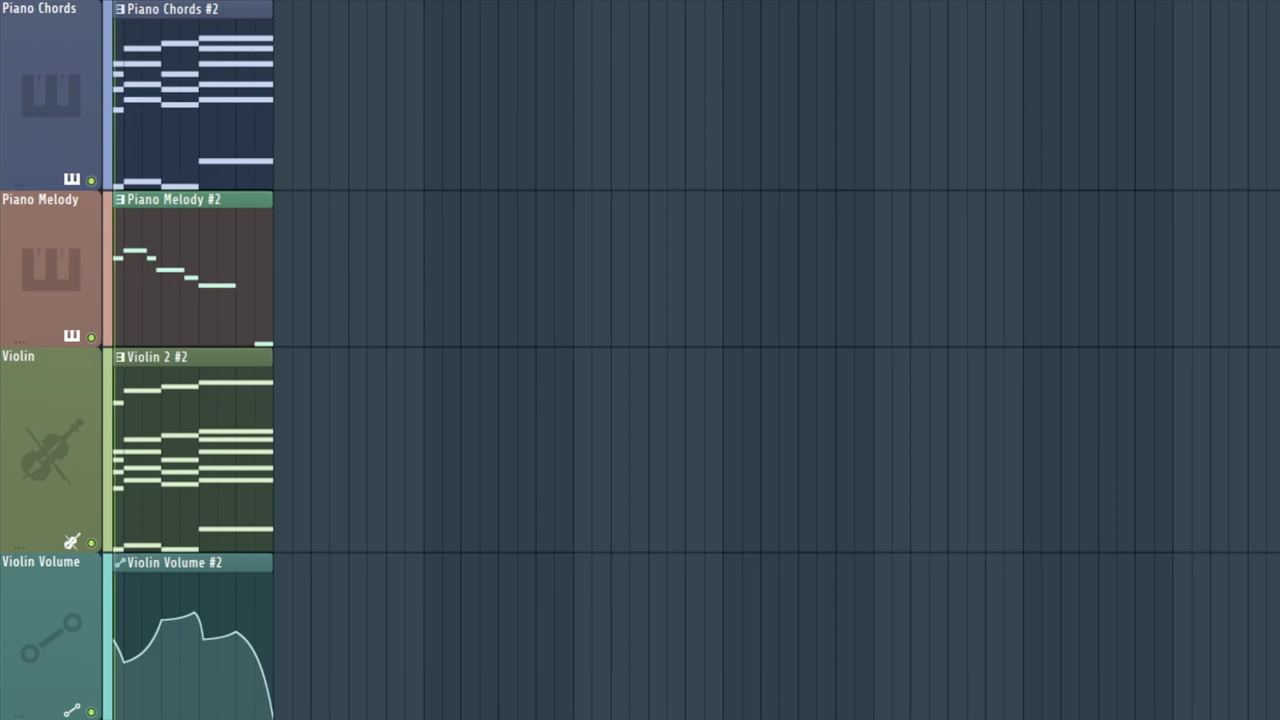 Piano Chords
Piano Chords #2
Piano Melody
Piano Melody #2
Violin
Violin 2 #2
Violin Volume
Violin Volume #2